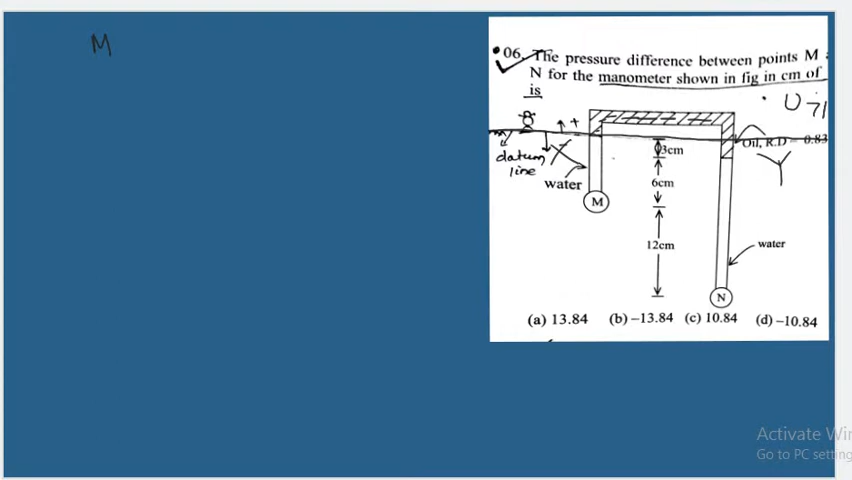 M
06. The pressure difference between points M
N for the manometer shown in fig in cm of
is
+
datum
line
water
3cm
Oil, R.D = 0.83
6cm
Y
M
12cm
water
N
(a) 13.84 (b) –13.84 (c) 10.84 (d) –10.84
Activate Win
Go to PC setting